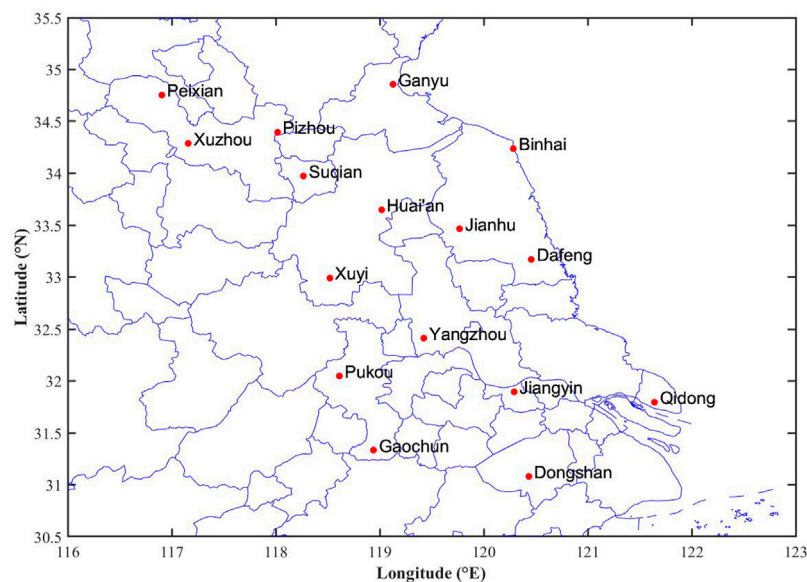 35.5
35
34.5
34
33.5
33
32.5
32
31.5
31
30.5
Latitude (°N)
Ganyu
Peixian
Pizhou
Xuzhou
Binhai
Suqian
Huai'an
Jianhu
Dafeng
Xuyi
Yangzhou
Pukou
Jiangyin
Qidong
Gaochun
Dongshan
116 117 118 119 120 121 122 123
Longitude (°E)